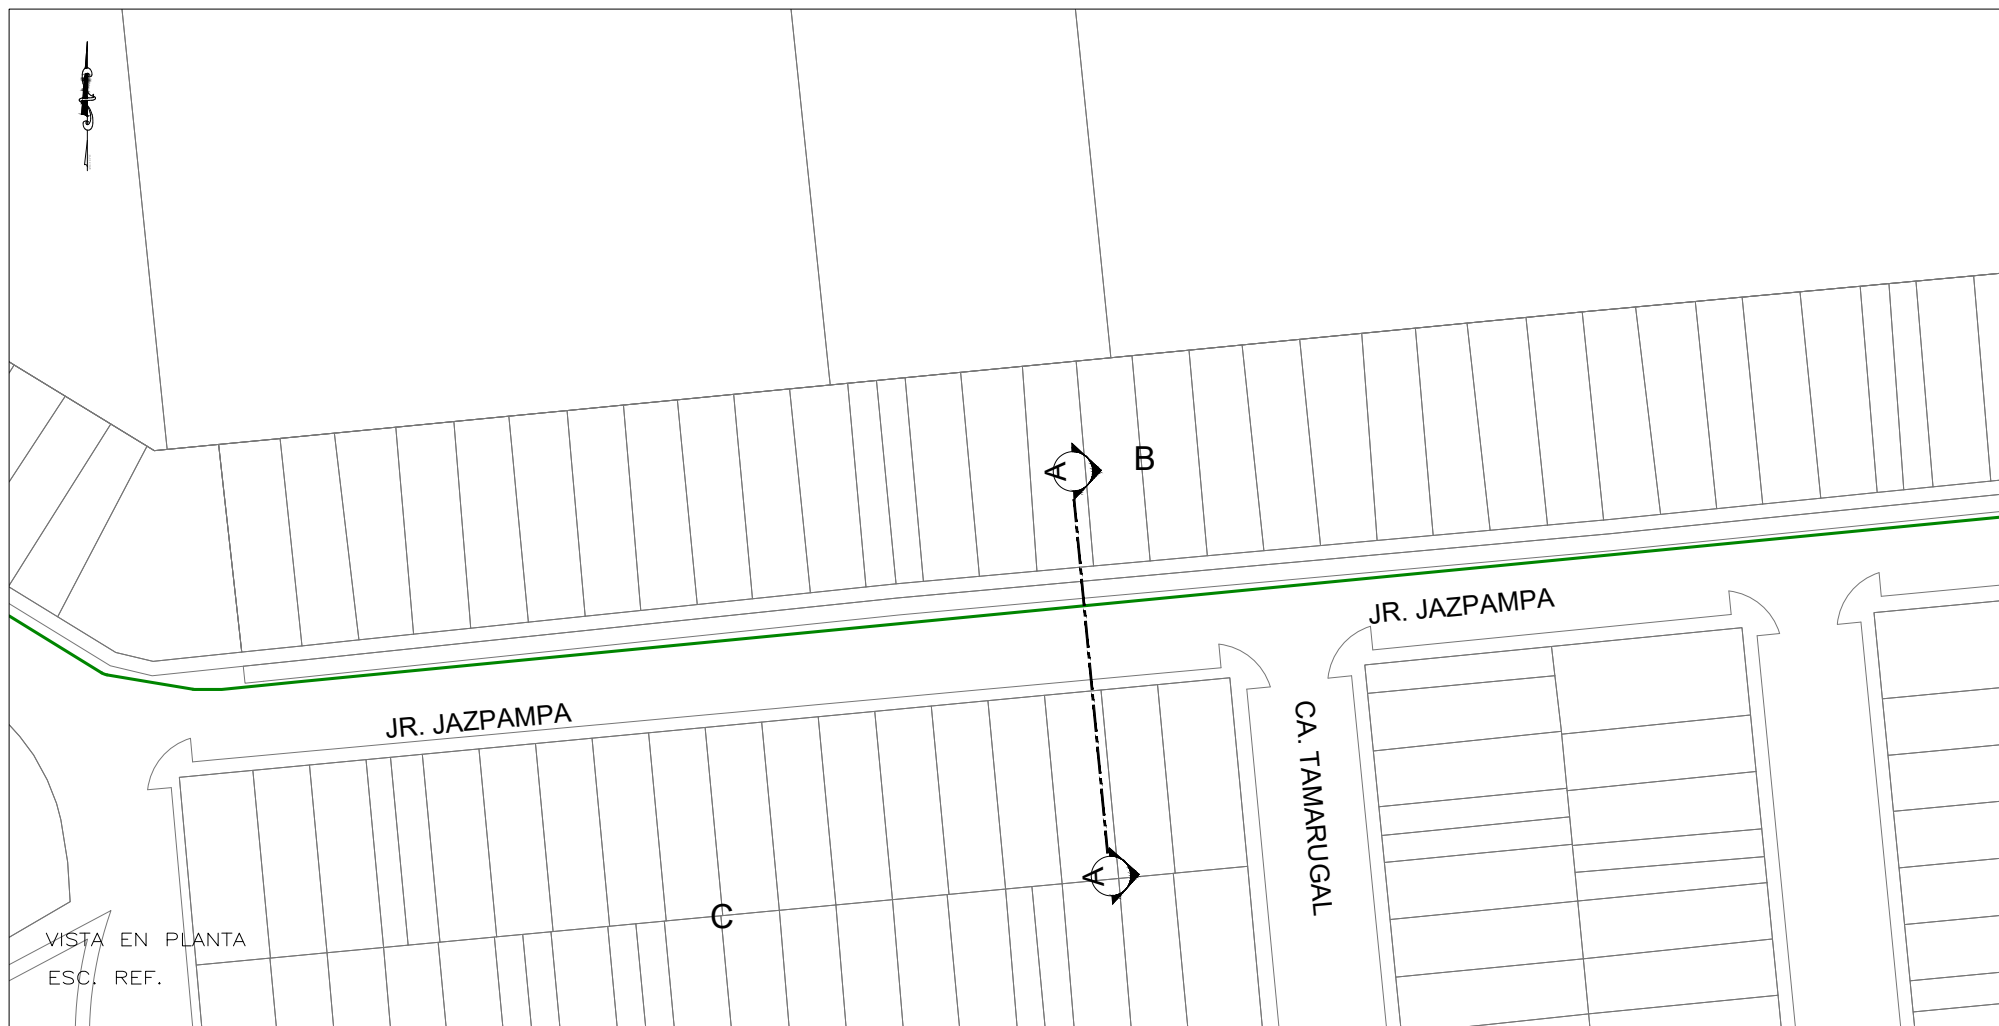 A
B
JR. JAZPAMPA
JR. JAZPAMPA
CA. TAMARUGAL
A
C
VISTA EN PLANTA
ESC. REF.